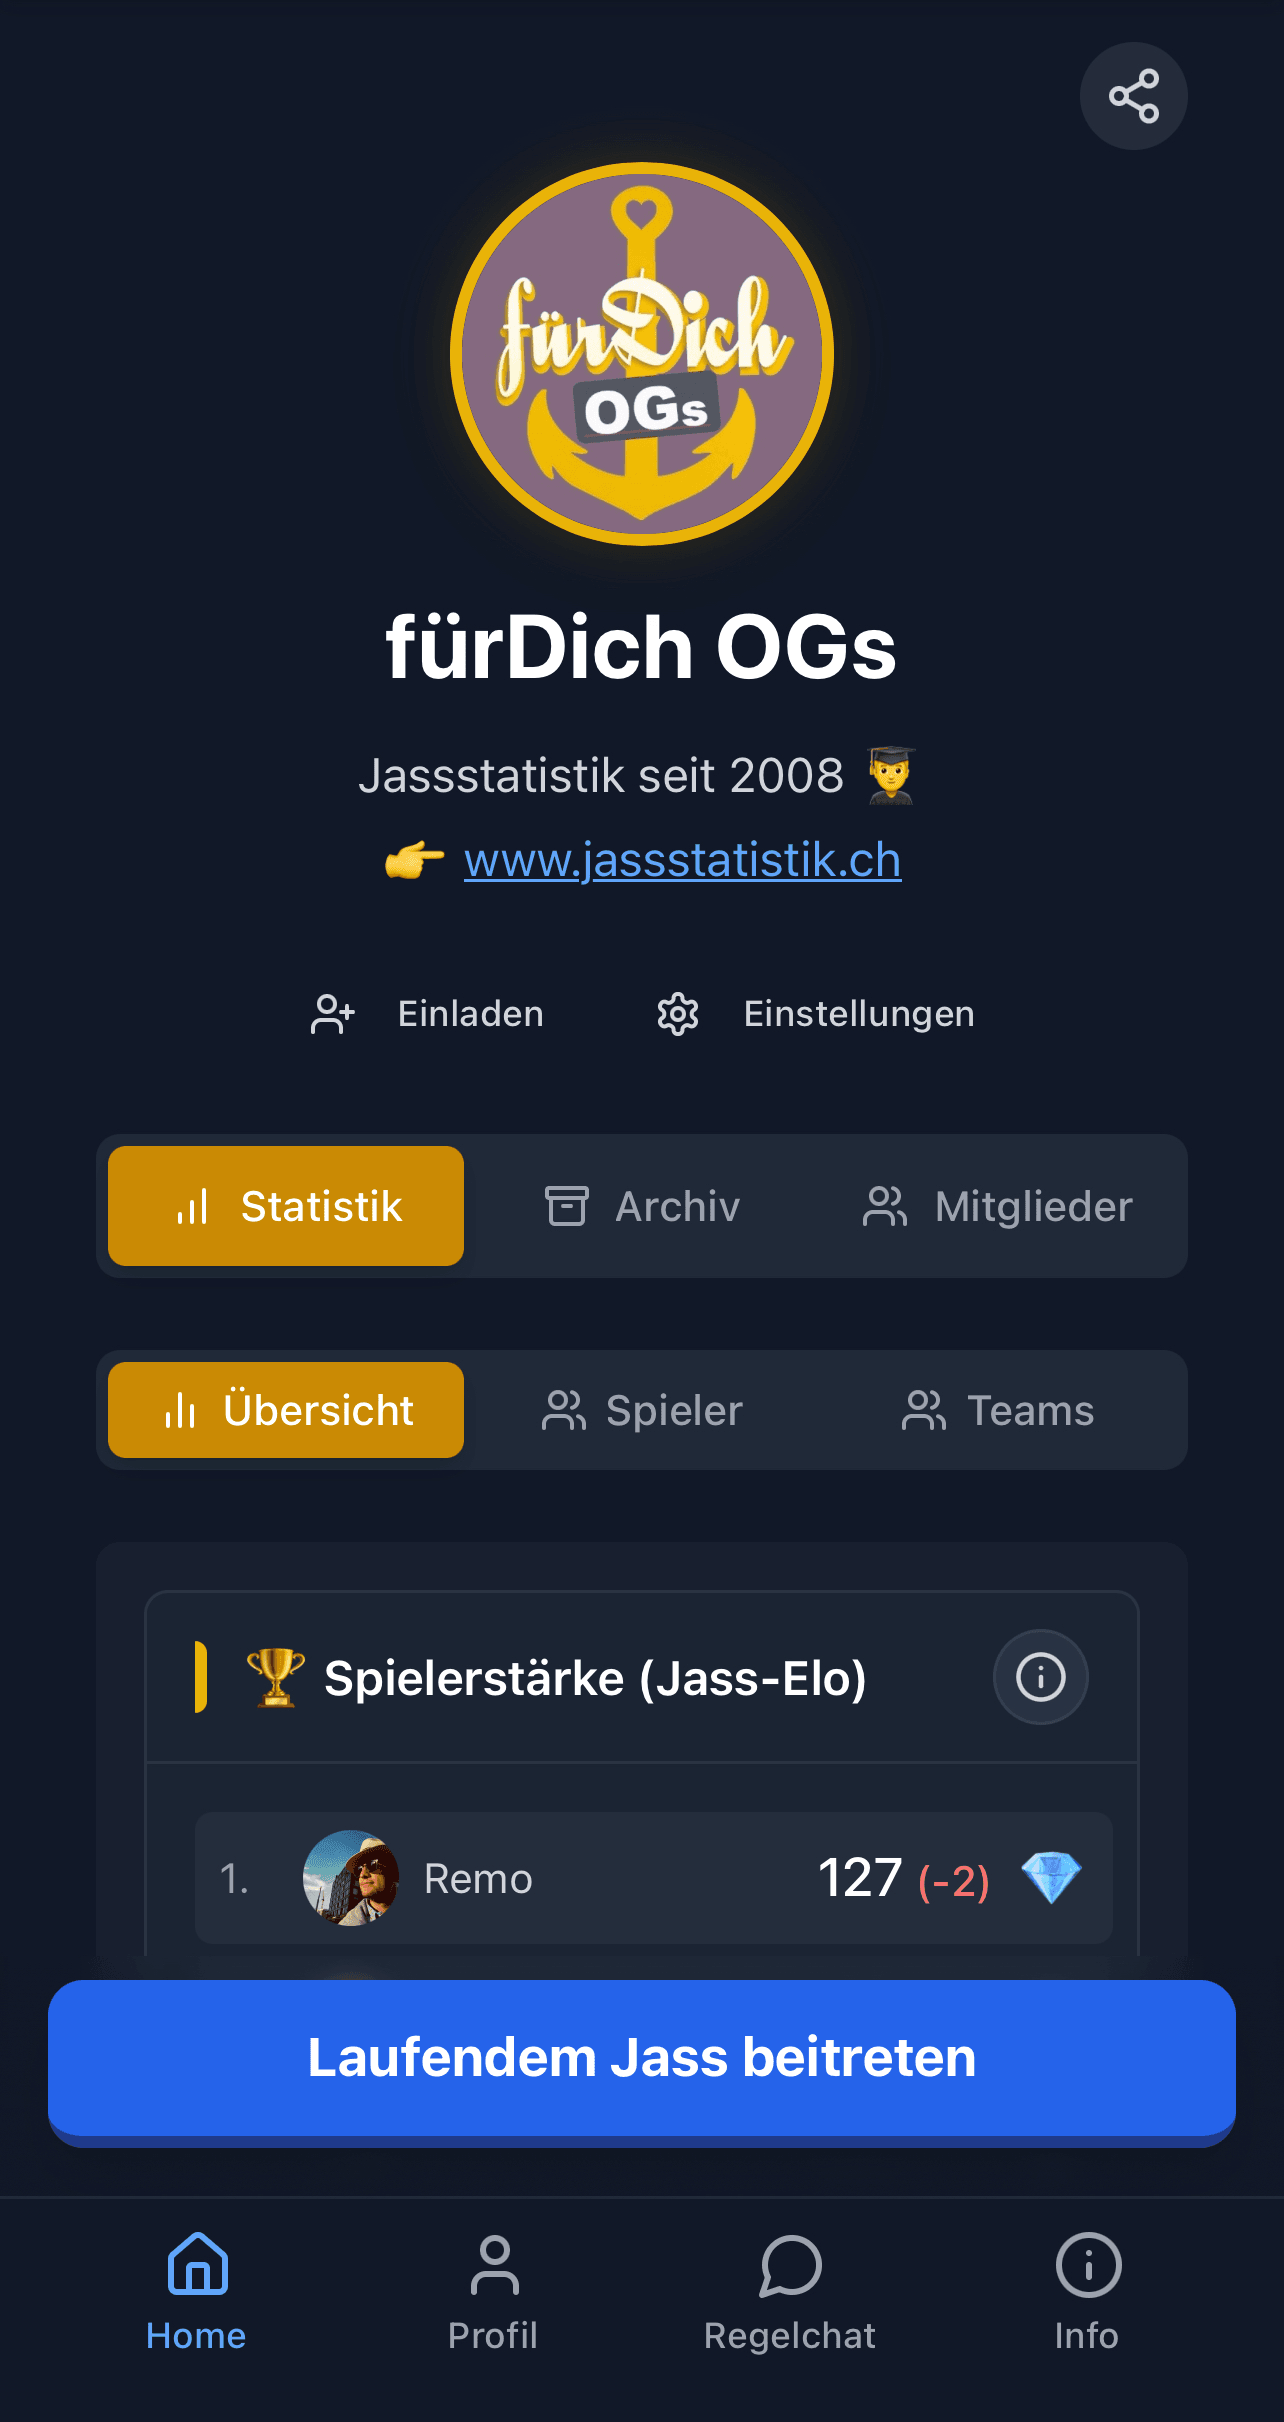 fürDich
OGs
fürDich OGs
Jassstatistik seit 2008 👨‍🎓
👉 www.jassstatistik.ch
Einladen Einstellungen
Statistik Archiv Mitglieder
Übersicht Spieler Teams
🏆 Spielerstärke (Jass-Elo)
1. Remo 127 (-2) 💎
Laufendem Jass beitreten
Home Profil Regelchat Info